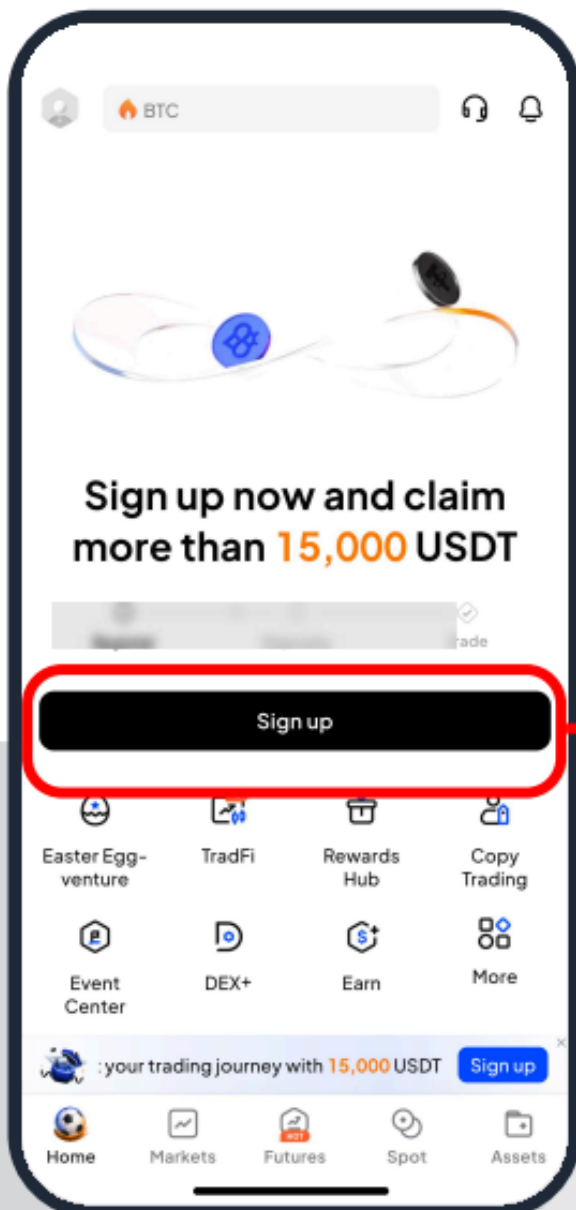 BTC
Sign up now and claim
more than 15,000 USDT
rade
Sign up
Easter Egg-
venture
TradFi
Rewards
Hub
Copy
Trading
Event
Center
DEX+
Earn
More
your trading journey with 15,000 USDT
Sign up
HOT
Home
Markets
Futures
Spot
Assets